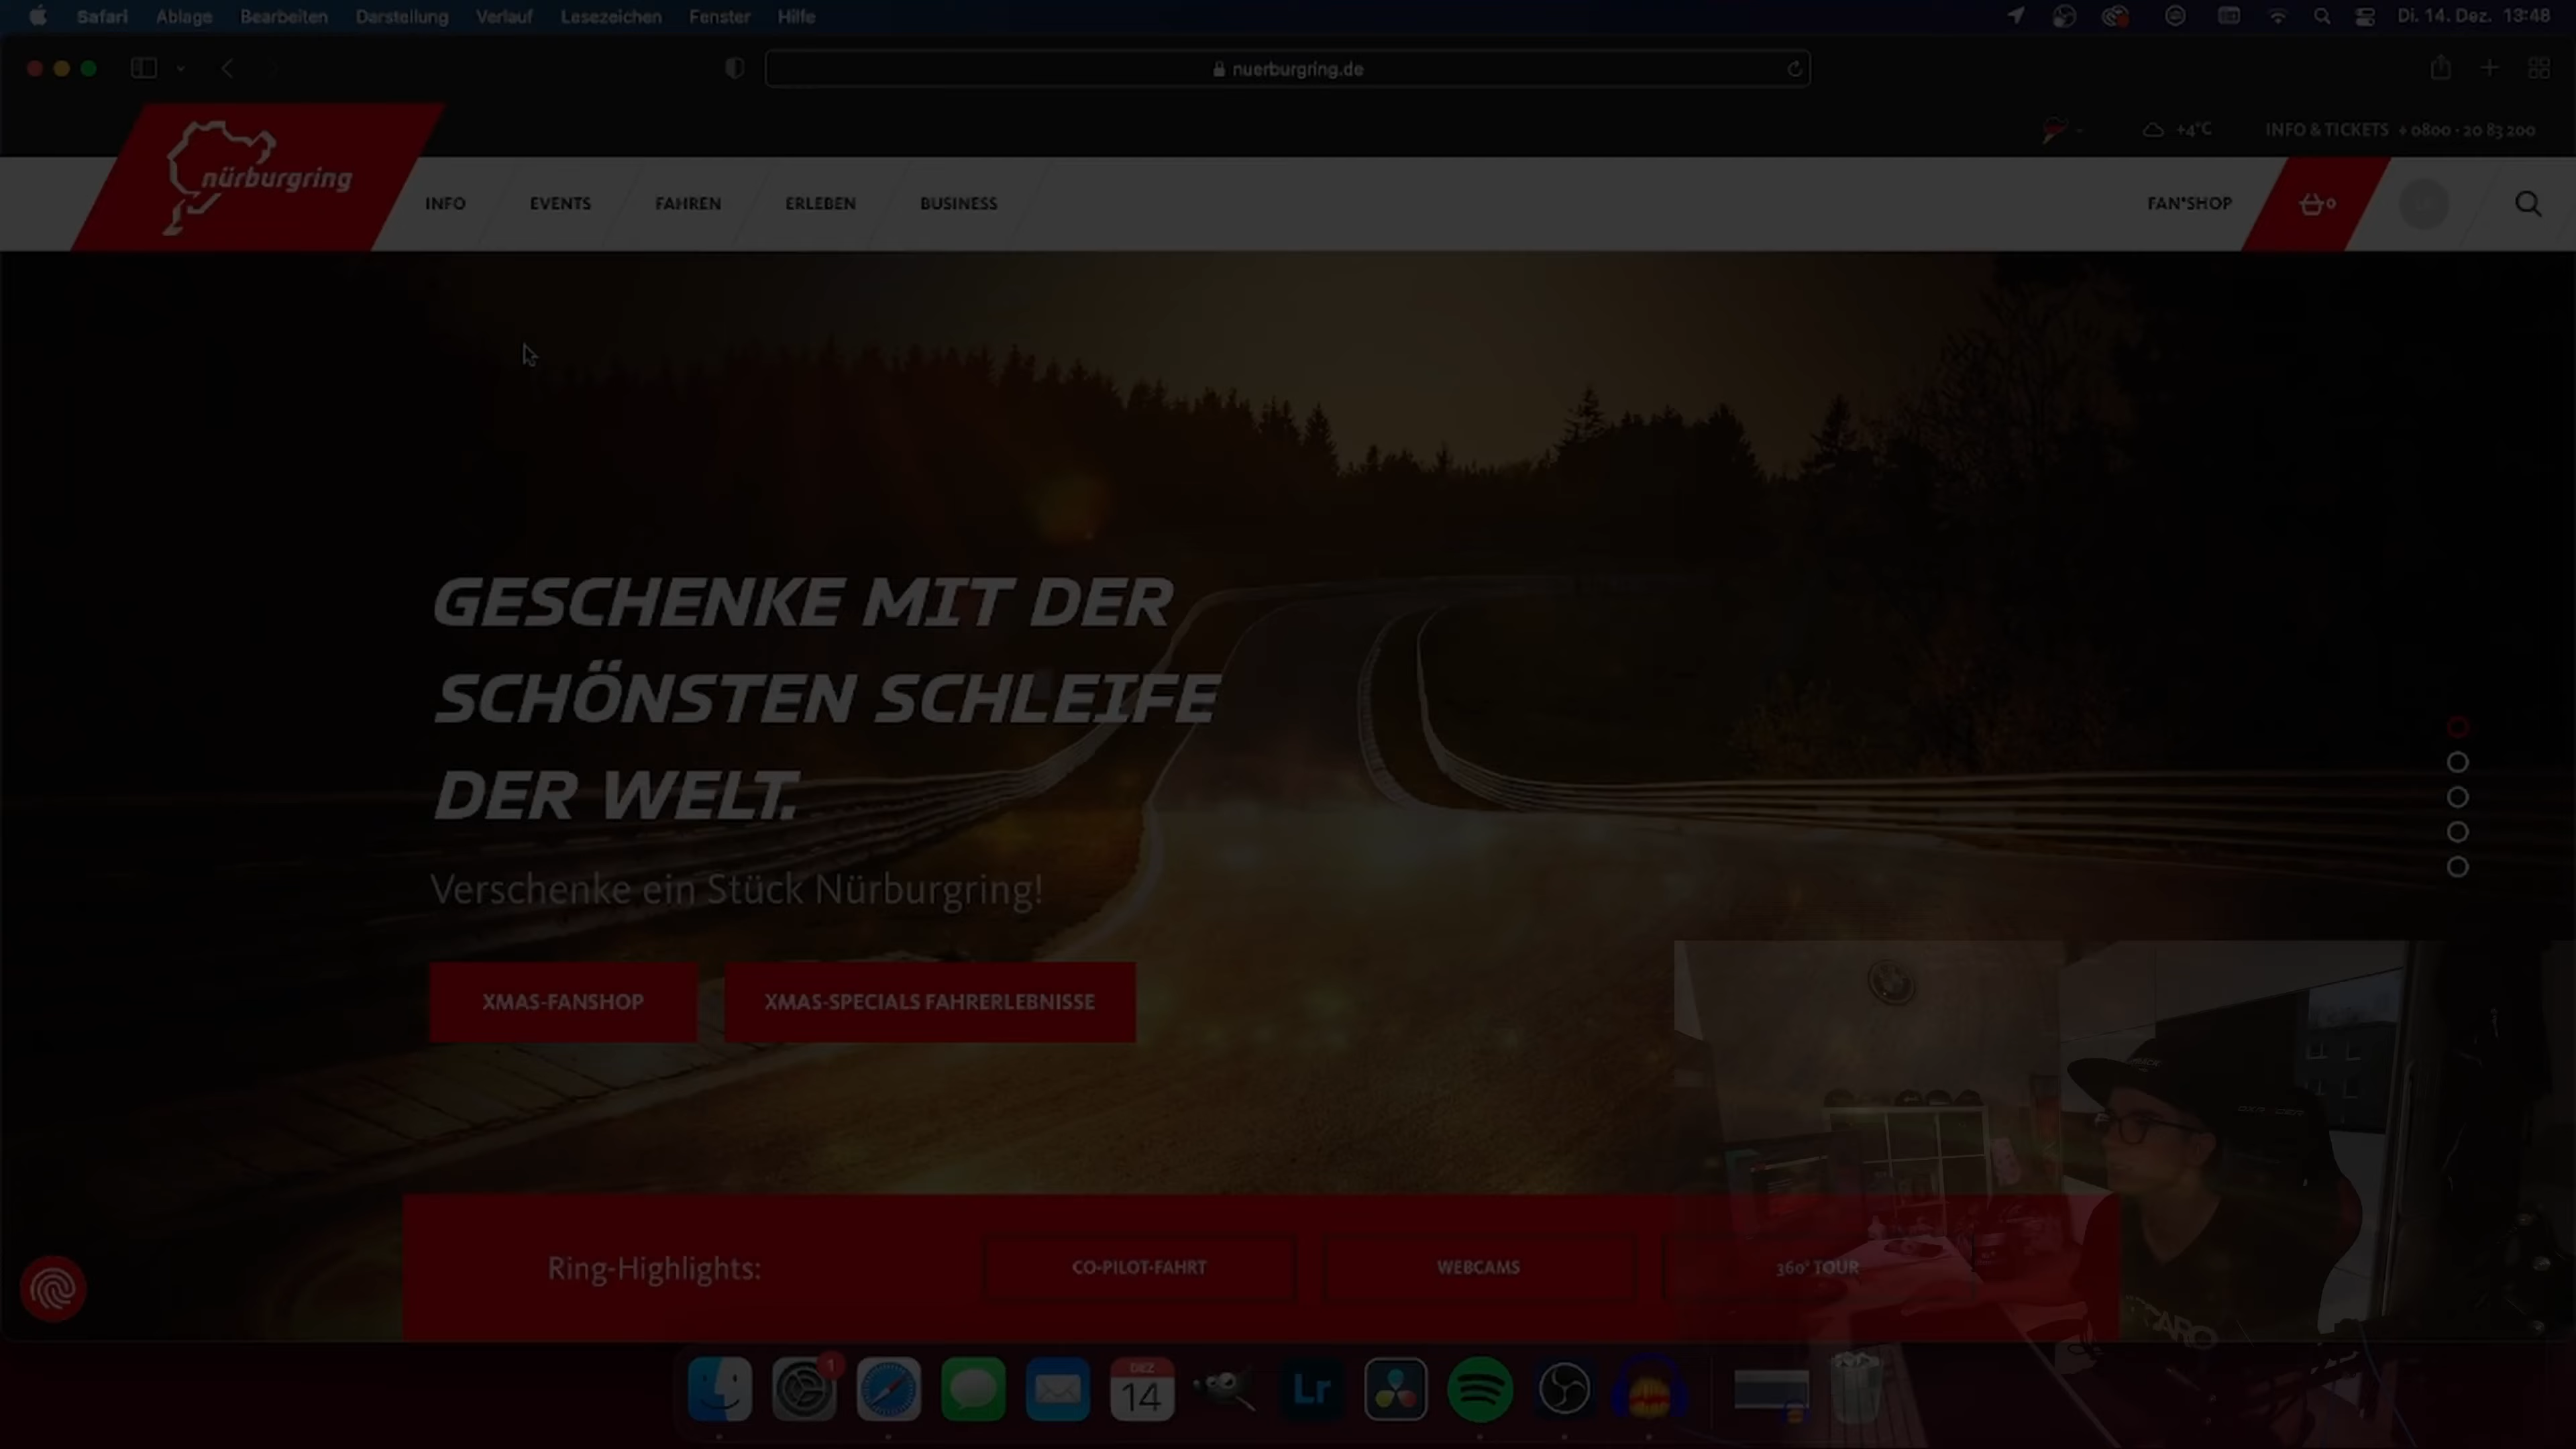 Safari Ablage Bearbeiten Darstellung Verlauf Lesezeichen Fenster Hilfe Di. 14. Dez. 13:48
nuerburgring.de
+4°C INFO & TICKETS + 0800 - 20 83 200
nürburgring
INFO EVENTS FAHREN ERLEBEN BUSINESS FAN*SHOP 0
GESCHENKE MIT DER
SCHÖNSTEN SCHLEIFE
DER WELT.
Verschenke ein Stück Nürburgring!
XMAS-FANSHOP XMAS-SPECIALS FAHRERLEBNISSE
Ring-Highlights: CO-PILOT-FAHRT WEBCAMS 360° TOUR
1
DEZ
14
Lr